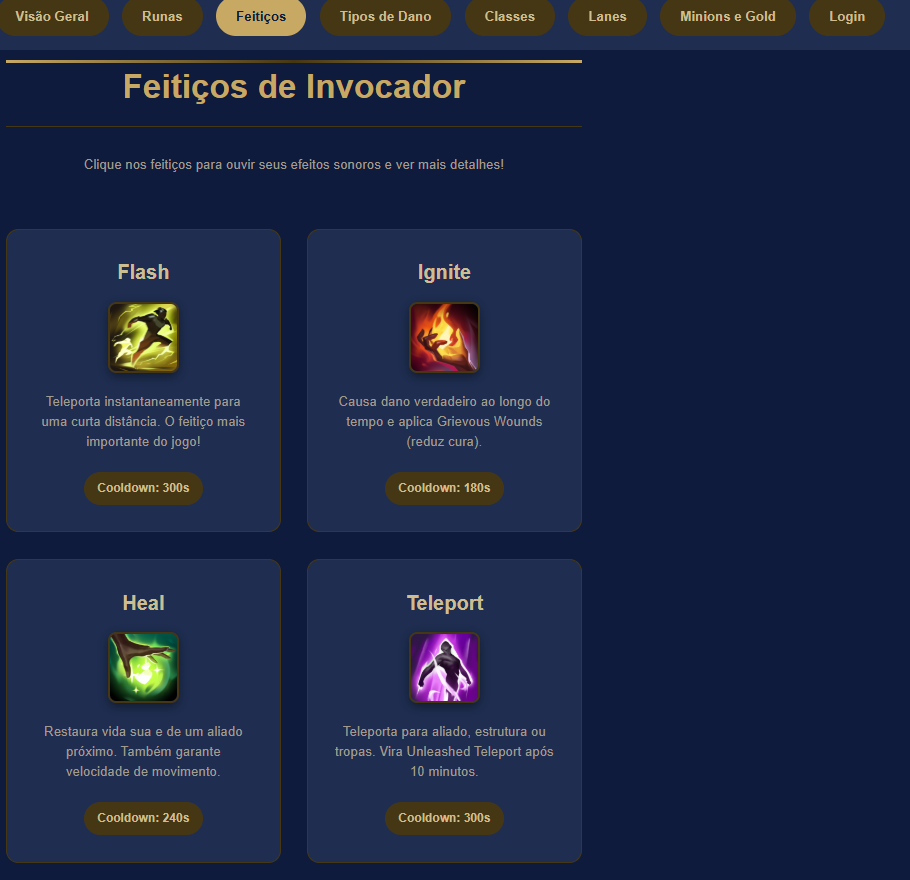 Visão Geral Runas Feitiços Tipos de Dano Classes Lanes Minions e Gold Login
Feitiços de Invocador
Clique nos feitiços para ouvir seus efeitos sonoros e ver mais detalhes!
Flash
Teleporta instantaneamente para
uma curta distância. O feitiço mais
importante do jogo!
Cooldown: 300s
Ignite
Causa dano verdadeiro ao longo do
tempo e aplica Grievous Wounds
(reduz cura).
Cooldown: 180s
Heal
Restaura vida sua e de um aliado
próximo. Também garante
velocidade de movimento.
Cooldown: 240s
Teleport
Teleporta para aliado, estrutura ou
tropas. Vira Unleashed Teleport após
10 minutos.
Cooldown: 300s